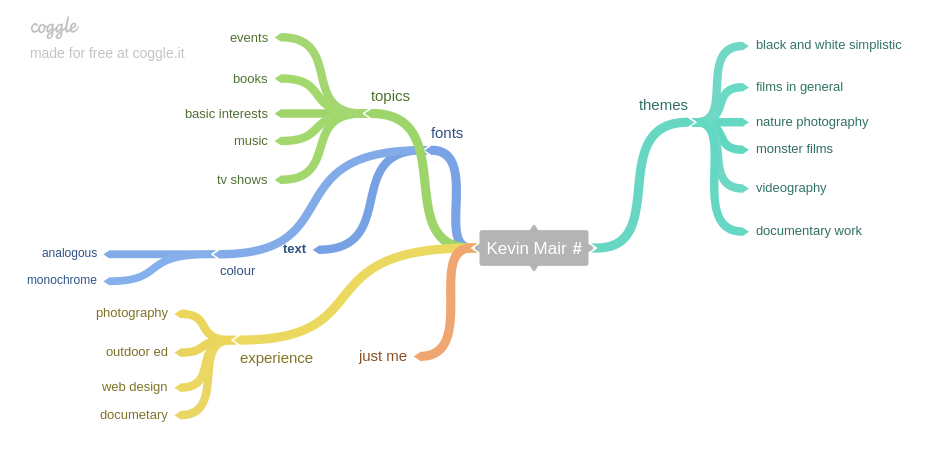 coggle
made for free at coggle.it
events
books
basic interests
music
tv shows
topics
fonts
text
colour
analogous
monochrome
photography
outdoor ed
web design
documetary
experience
just me
Kevin Mair #
themes
black and white simplistic
films in general
nature photography
monster films
videography
documentary work